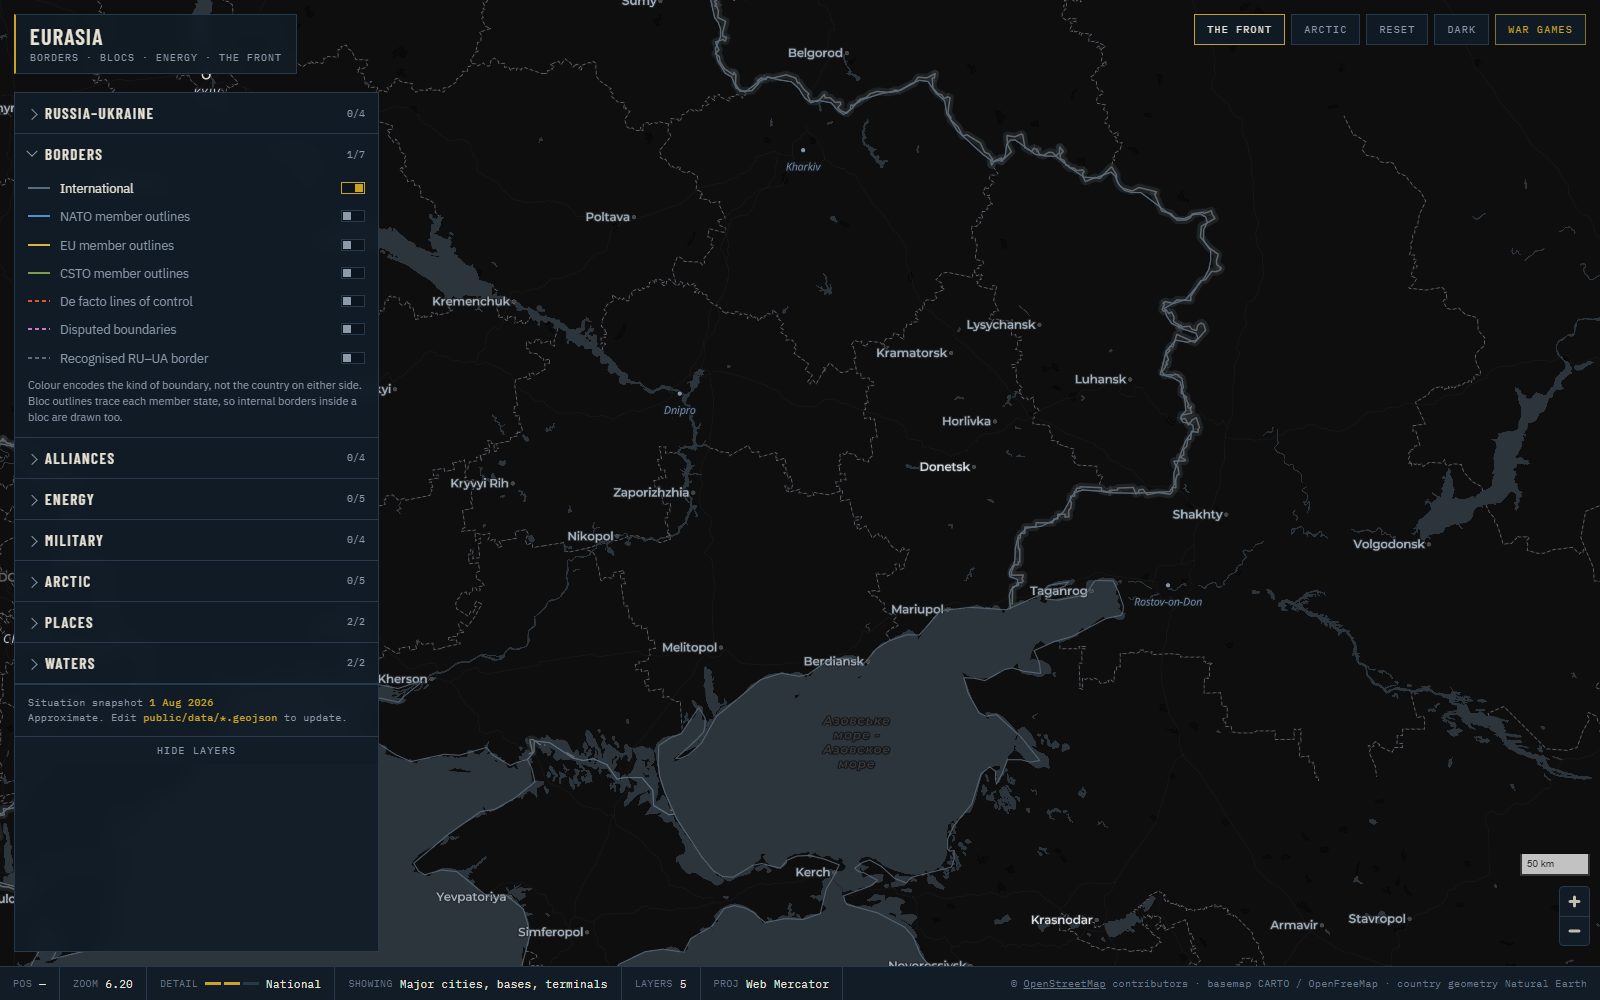 EURASIA
BORDERS · BLOCS · ENERGY · THE FRONT
THE FRONT
ARCTIC
RESET
DARK
WAR GAMES
RUSSIA-UKRAINE 0/4
BORDERS 1/7
International
NATO member outlines
EU member outlines
CSTO member outlines
De facto lines of control
Disputed boundaries
Recognised RU–UA border
Colour encodes the kind of boundary, not the country on either side.
Bloc outlines trace each member state, so internal borders inside a
bloc are drawn too.
ALLIANCES 0/4
ENERGY 0/5
MILITARY 0/4
ARCTIC 0/5
PLACES 2/2
WATERS 2/2
Situation snapshot 1 Aug 2026
Approximate. Edit public/data/*.geojson to update.
HIDE LAYERS
Sumy
Belgorod
Kharkiv
Poltava
Kremenchuk
Lysychansk
Kramatorsk
Luhansk
Dnipro
Horlivka
Donetsk
Kryvyi Rih
Zaporizhzhia
Shakhty
Nikopol
Volgodonsk
Taganrog
Rostov-on-Don
Mariupol
Melitopol
Berdiansk
Kherson
Азовське
море -
Азовское
море
Kerch
Yevpatoriya
Simferopol
Krasnodar
Armavir
Stavropol
Novorossiysk
50 km
+
−
POS —
ZOOM 6.20
DETAIL National
SHOWING Major cities, bases, terminals
LAYERS 5
PROJ Web Mercator
© OpenStreetMap contributors · basemap CARTO / OpenFreeMap · country geometry Natural Earth